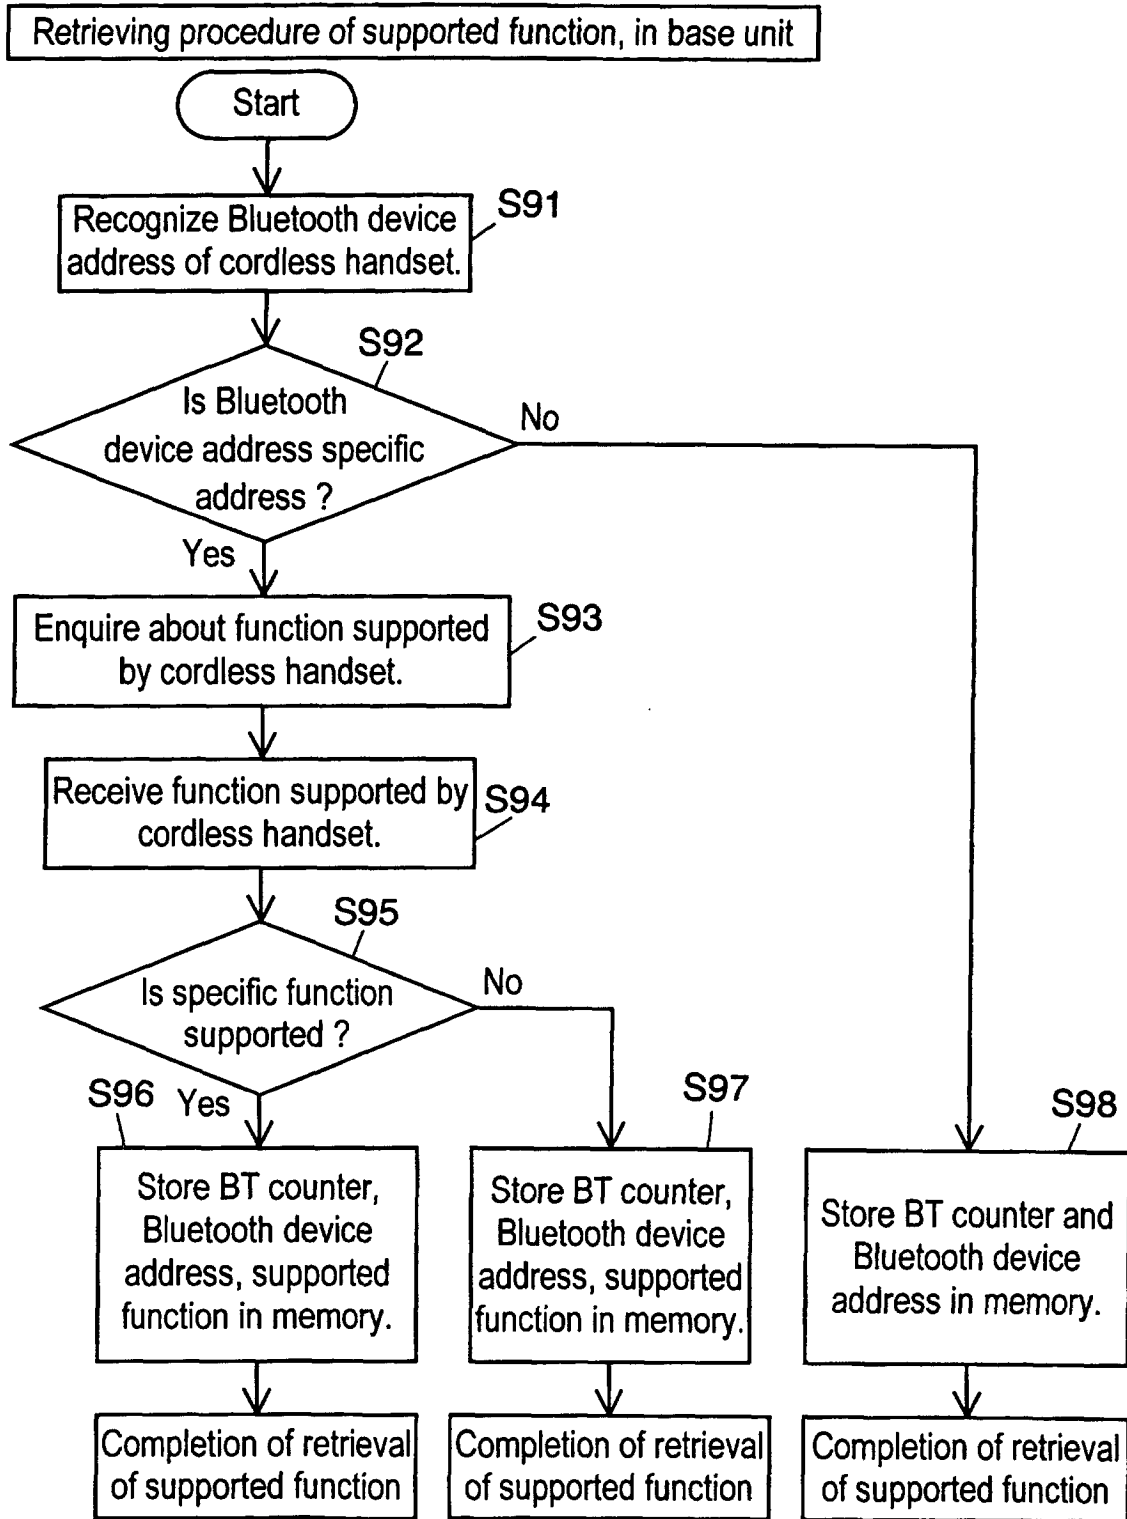 Retrieving procedure of supported function, in base unit
Start
S91
Recognize Bluetooth device
address of cordless handset.
S92
Is Bluetooth
device address specific
address ?
No
Yes
S93
Enquire about function supported
by cordless handset.
S94
Receive function supported by
cordless handset.
S95
Is specific function
supported ?
No
Yes
S96
Store BT counter,
Bluetooth device
address, supported
function in memory.
S97
Store BT counter,
Bluetooth device
address, supported
function in memory.
S98
Store BT counter and
Bluetooth device
address in memory.
Completion of retrieval
of supported function
Completion of retrieval
of supported function
Completion of retrieval
of supported function